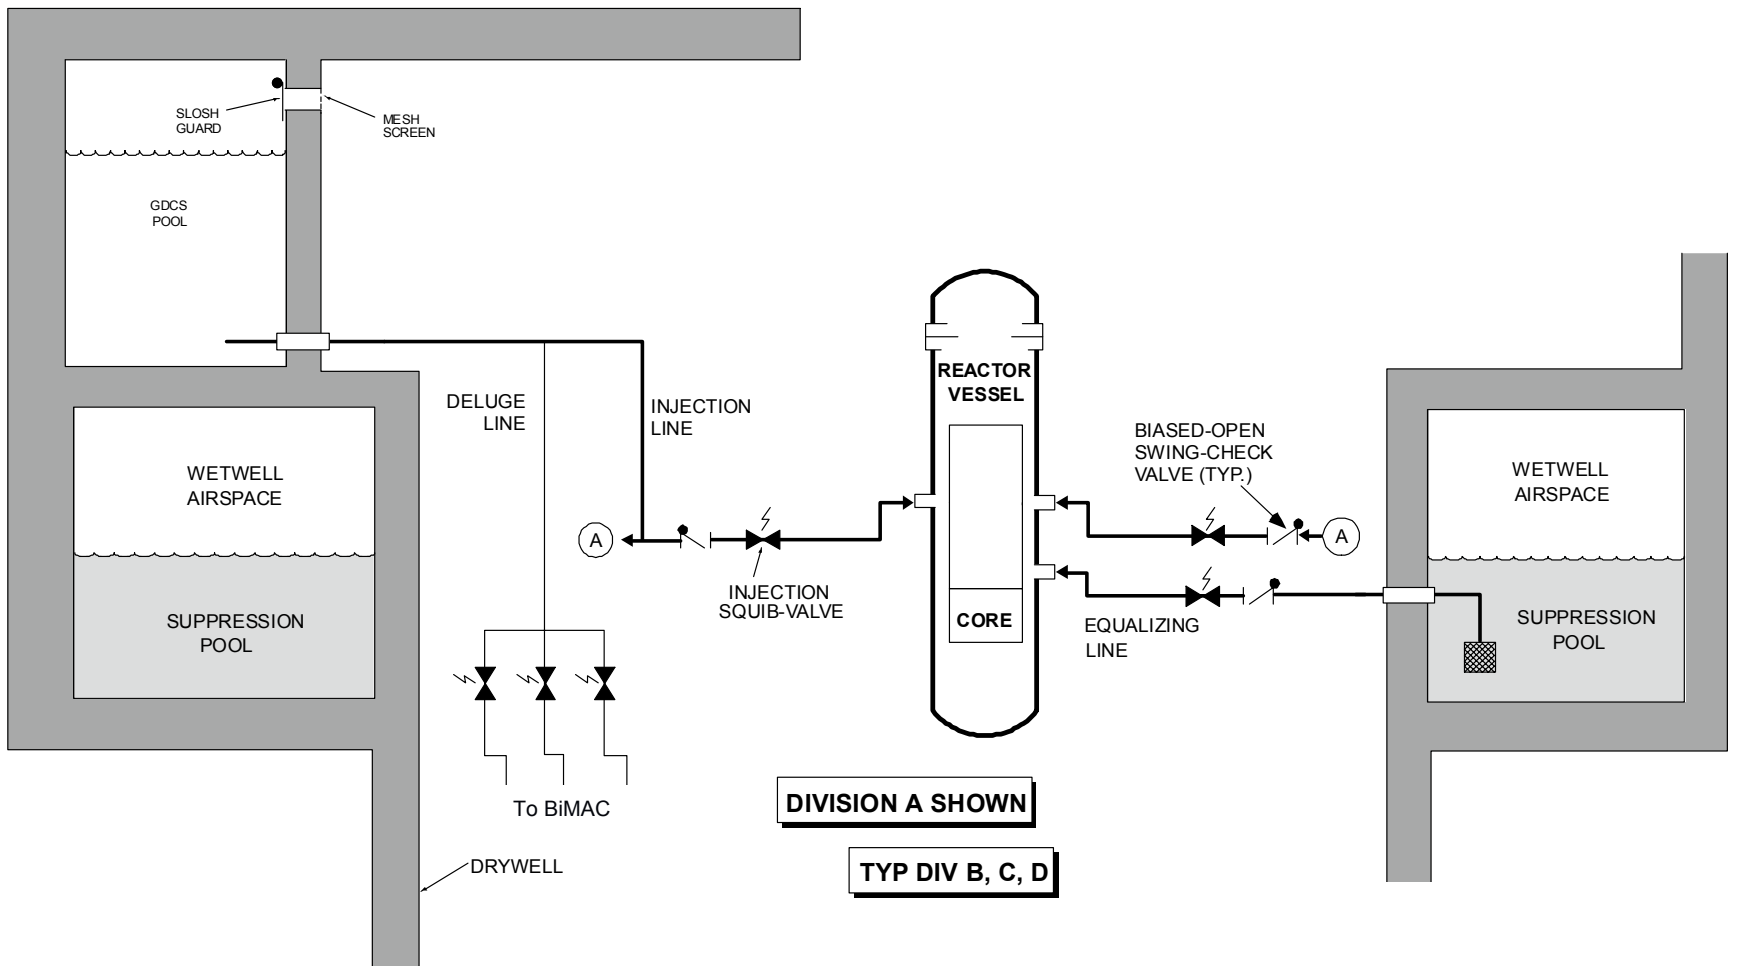 SLOSH
GUARD
MESH
SCREEN
GDCS
POOL
WETWELL
AIRSPACE
SUPPRESSION
POOL
DELUGE
LINE
INJECTION
LINE
A
INJECTION
SQUIB-VALVE
To BiMAC
DRYWELL
REACTOR
VESSEL
CORE
BIASED-OPEN
SWING-CHECK
VALVE (TYP.)
A
EQUALIZING
LINE
WETWELL
AIRSPACE
SUPPRESSION
POOL
DIVISION A SHOWN
TYP DIV B, C, D